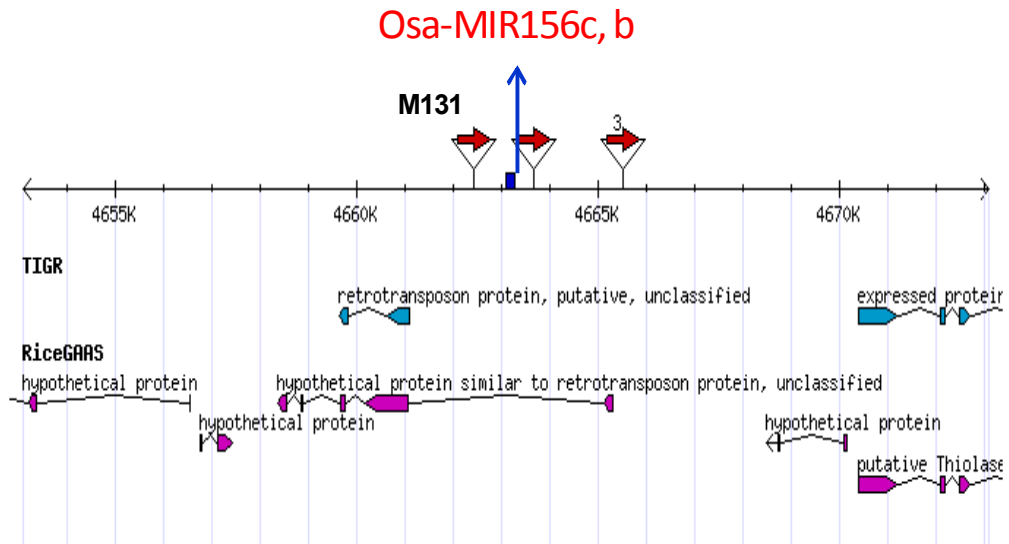 Osa-MIR156c, b
M131
3
4655K 4660K 4665K 4670K
TIGR
retrotransposon protein, putative, unclassified expressed protein
RiceGAAS
hypothetical protein hypothetical protein similar to retrotransposon protein, unclassified
hypothetical protein hypothetical protein
putative Thiolase